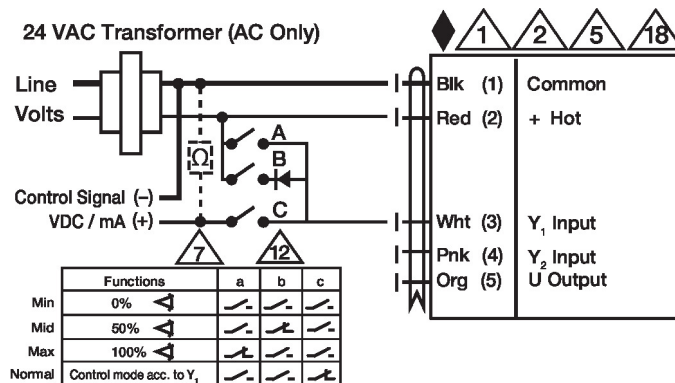 24 VAC Transformer (AC Only)
1 2 5 18
Line
Volts
Blk (1) Common
Red (2) + Hot
A
B
C
Ω
Control Signal (–)
VDC / mA (+)
Wht (3) Y₁ Input
Pnk (4) Y₂ Input
Org (5) U Output
7
12
Functions a b c
Min 0%
Mid 50%
Max 100%
Normal Control mode acc. to Y₁